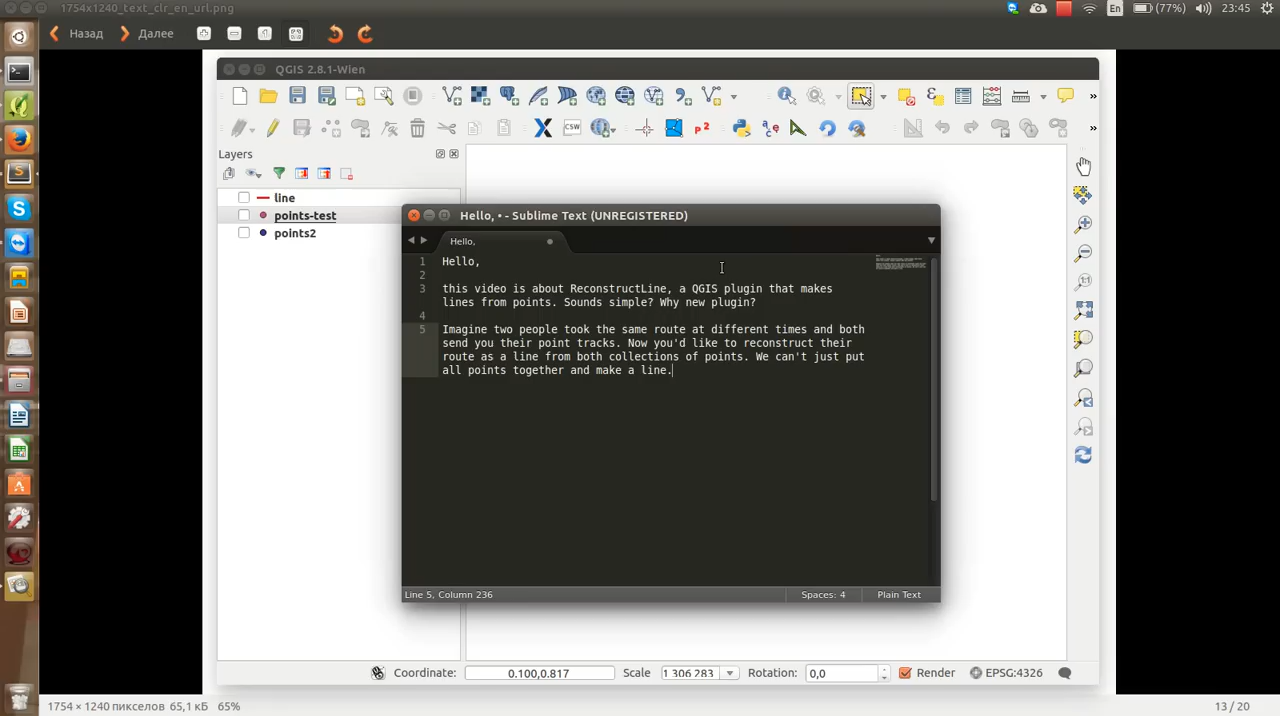 1754x1240_text_clr_en_url.png
En
(77%)
23:45
Назад
Далее
QGIS 2.8.1-Wien
CSW
Layers
line
points-test
points2
Hello, • - Sublime Text (UNREGISTERED)
Hello,
1 Hello,
2
3 this video is about ReconstructLine, a QGIS plugin that makes
lines from points. Sounds simple? Why new plugin?
4
5 Imagine two people took the same route at different times and both
send you their point tracks. Now you'd like to reconstruct their
route as a line from both collections of points. We can't just put
all points together and make a line.
Line 5, Column 236
Spaces: 4
Plain Text
Coordinate:
0.100,0.817
Scale
1 306 283
Rotation:
0,0
Render
EPSG:4326
1754 × 1240 пикселов 65,1 кБ 65%
13 / 20